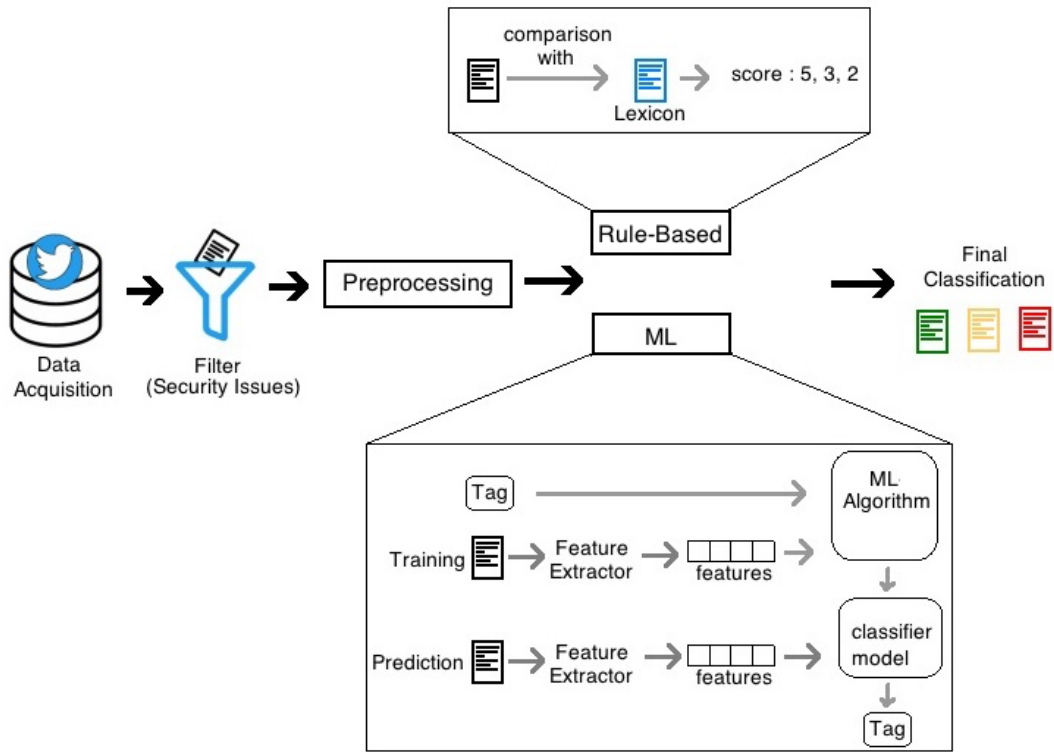 comparison
with
score : 5, 3, 2
Lexicon
Rule-Based
Data
Acquisition
Filter
(Security Issues)
Preprocessing
ML
Final
Classification
Tag
ML
Algorithm
Training
Feature
Extractor
features
Prediction
Feature
Extractor
features
classifier
model
Tag